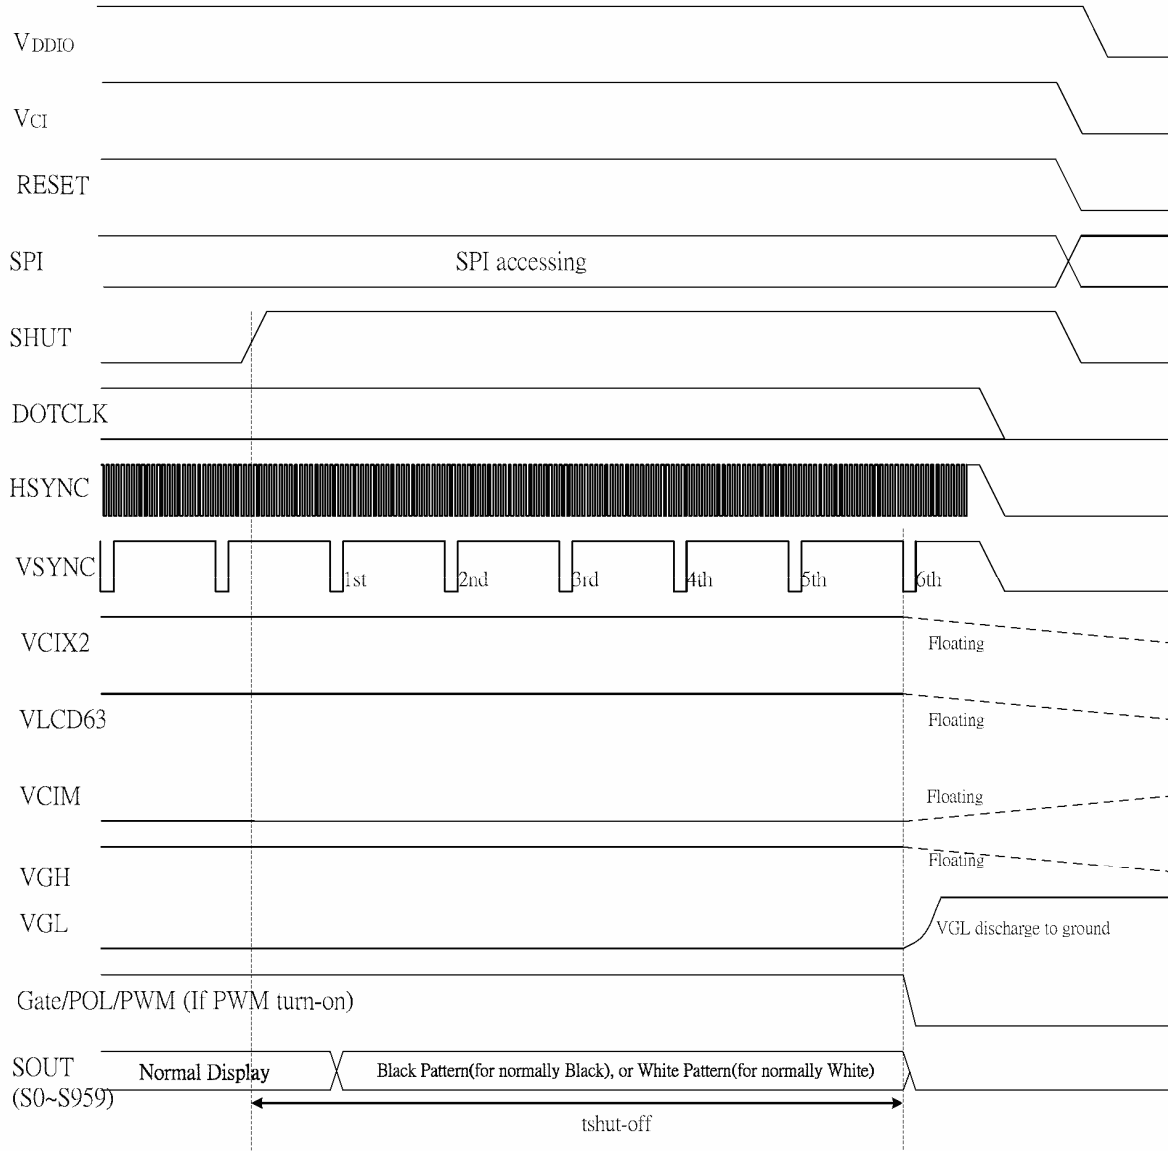 VDDIO
VCI
RESET
SPI
SPI accessing
SHUT
DOTCLK
HSYNC
VSYNC
1st
2nd
3rd
4th
5th
6th
VCIX2
Floating
VLCD63
Floating
VCIM
Floating
VGH
Floating
VGL
VGL discharge to ground
Gate/POL/PWM (If PWM turn-on)
SOUT
(S0~S959)
Normal Display
Black Pattern(for normally Black), or White Pattern(for normally White)
tshut-off